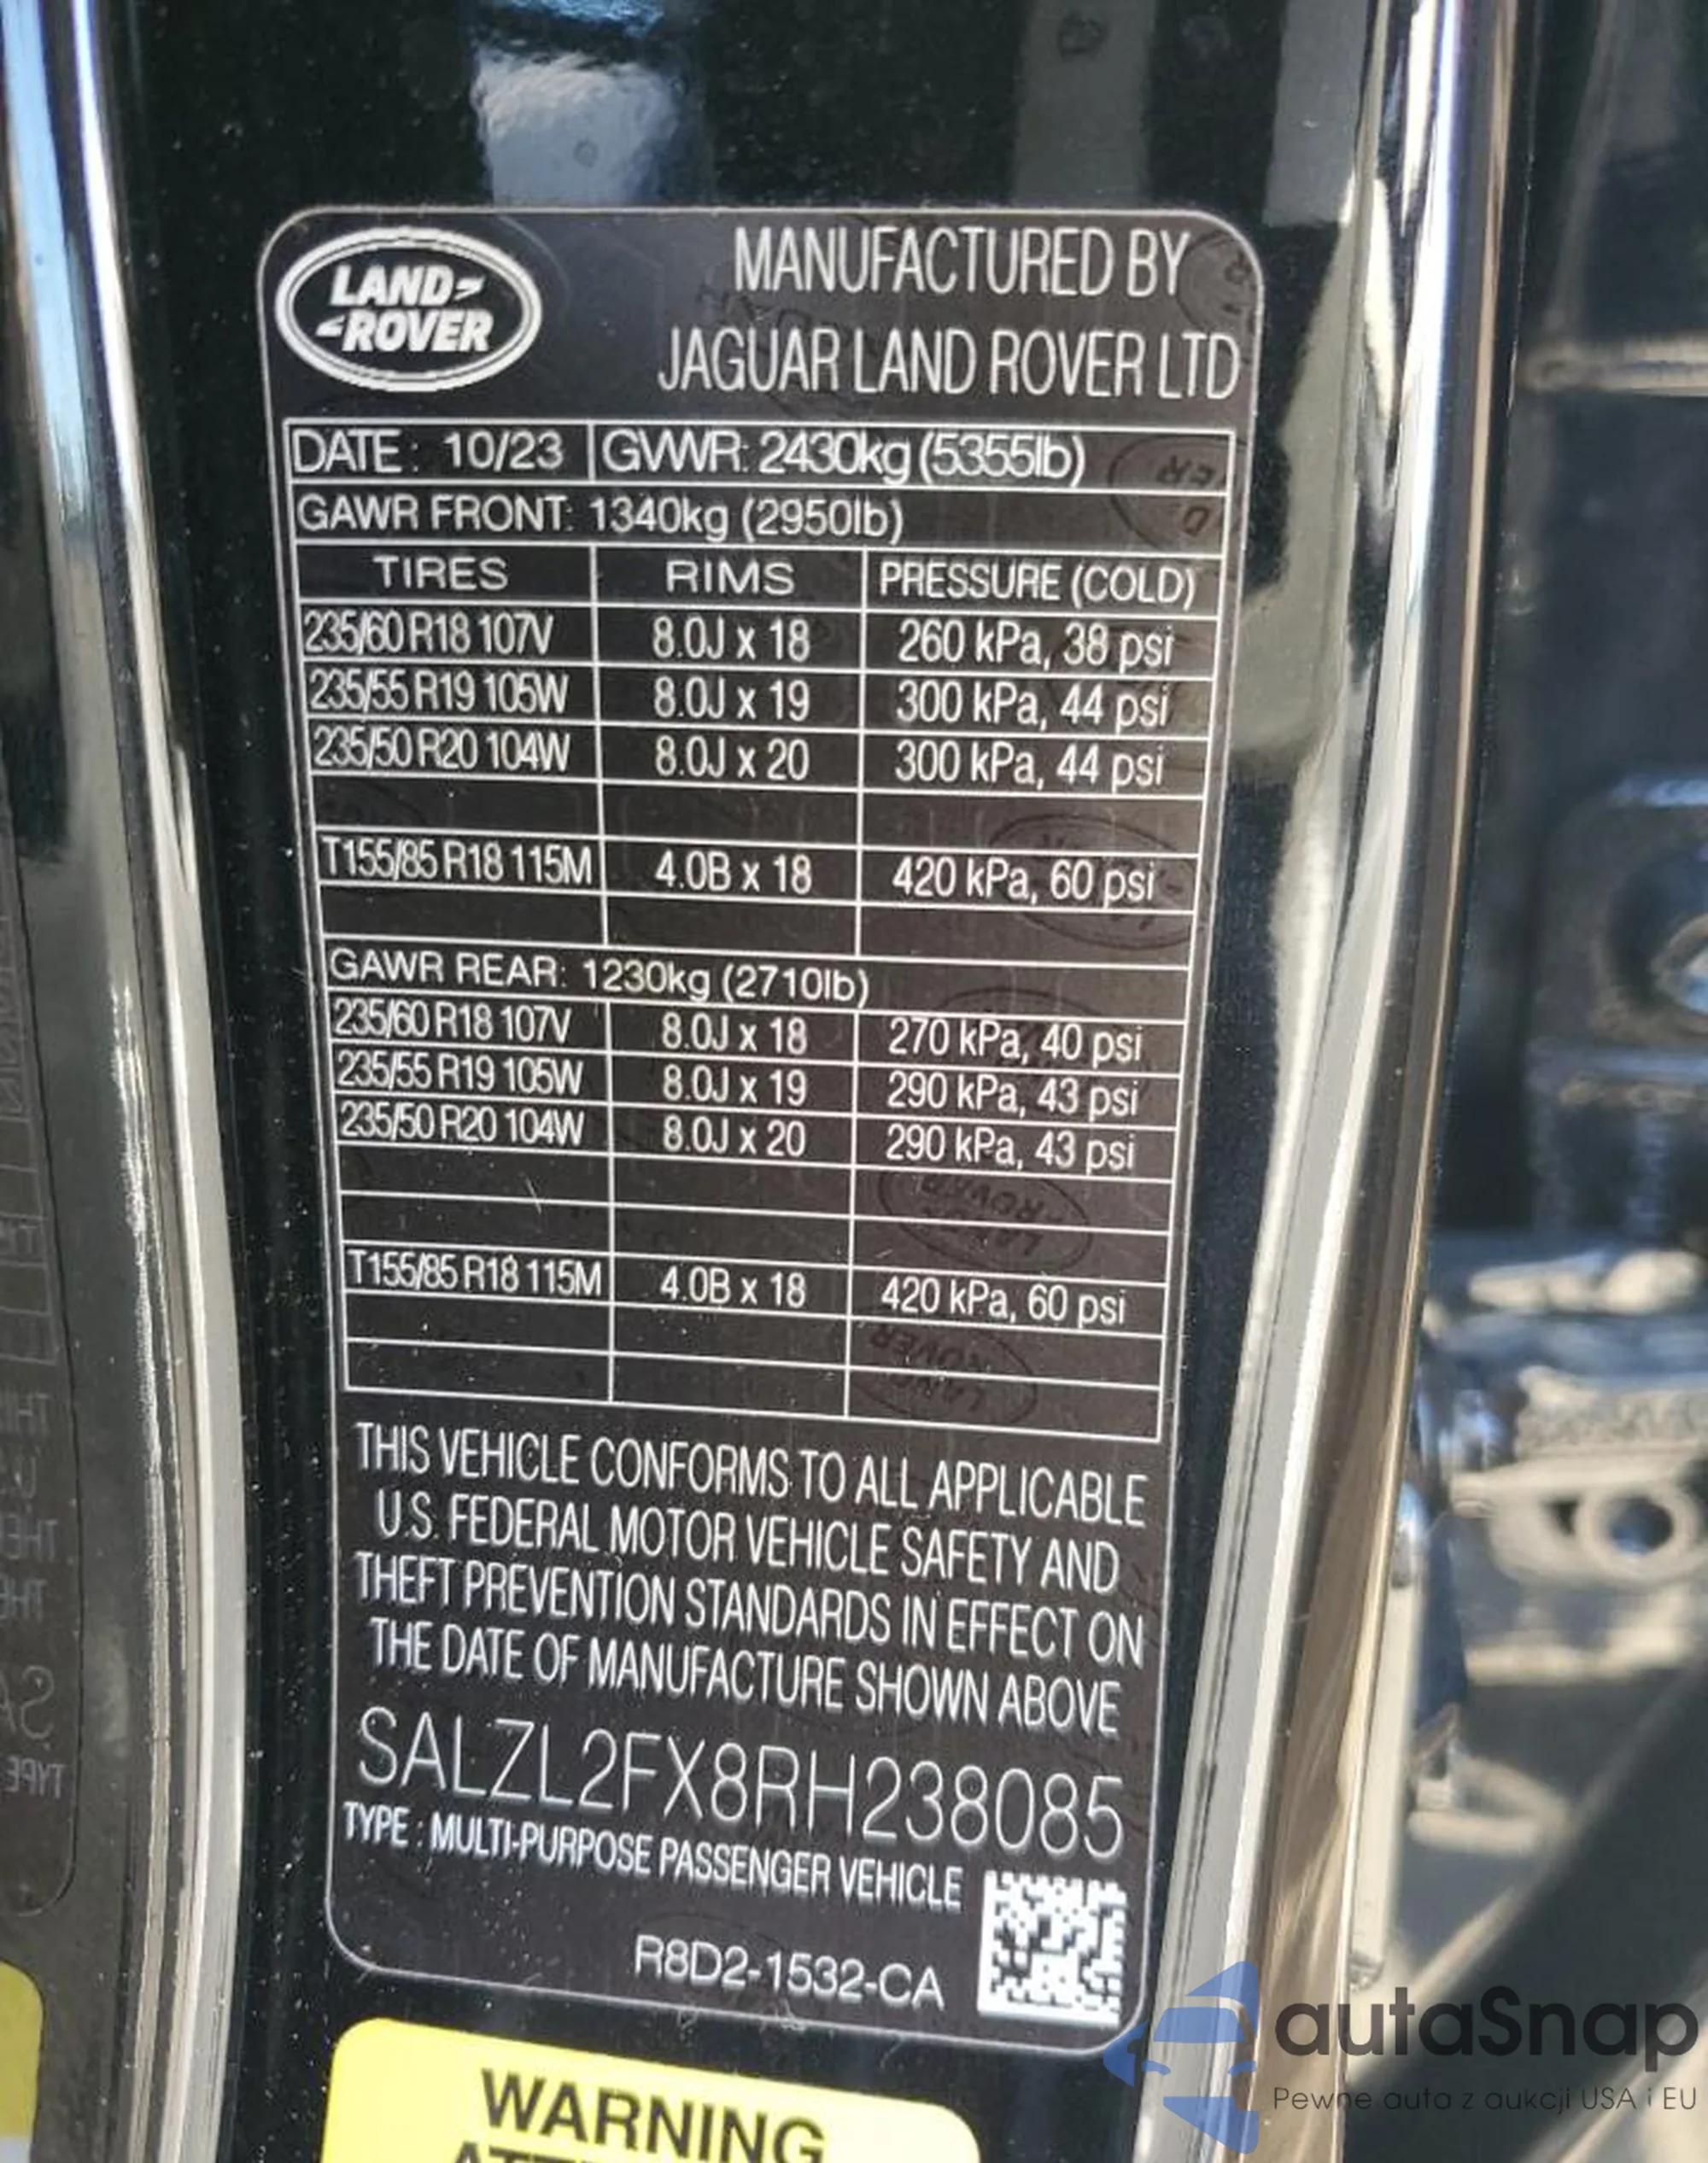 LAND-
-ROVER
MANUFACTURED BY
JAGUAR LAND ROVER LTD
DATE: 10/23 GVWR: 2430kg (5355lb)
GAWR FRONT: 1340kg (2950lb)
TIRES RIMS PRESSURE (COLD)
235/60 R18 107V 8.0J x 18 260 kPa, 38 psi
235/55 R19 105W 8.0J x 19 300 kPa, 44 psi
235/50 R20 104W 8.0J x 20 300 kPa, 44 psi
T155/85 R18 115M 4.0B x 18 420 kPa, 60 psi
GAWR REAR: 1230kg (2710lb)
235/60 R18 107V 8.0J x 18 270 kPa, 40 psi
235/55 R19 105W 8.0J x 19 290 kPa, 43 psi
235/50 R20 104W 8.0J x 20 290 kPa, 43 psi
T155/85 R18 115M 4.0B x 18 420 kPa, 60 psi
THIS VEHICLE CONFORMS TO ALL APPLICABLE
U.S. FEDERAL MOTOR VEHICLE SAFETY AND
THEFT PREVENTION STANDARDS IN EFFECT ON
THE DATE OF MANUFACTURE SHOWN ABOVE
SALZL2FX8RH238085
TYPE : MULTI-PURPOSE PASSENGER VEHICLE
R8D2-1532-CA
WARNING
autaSnap
Pewne auta z aukcji USA i EU